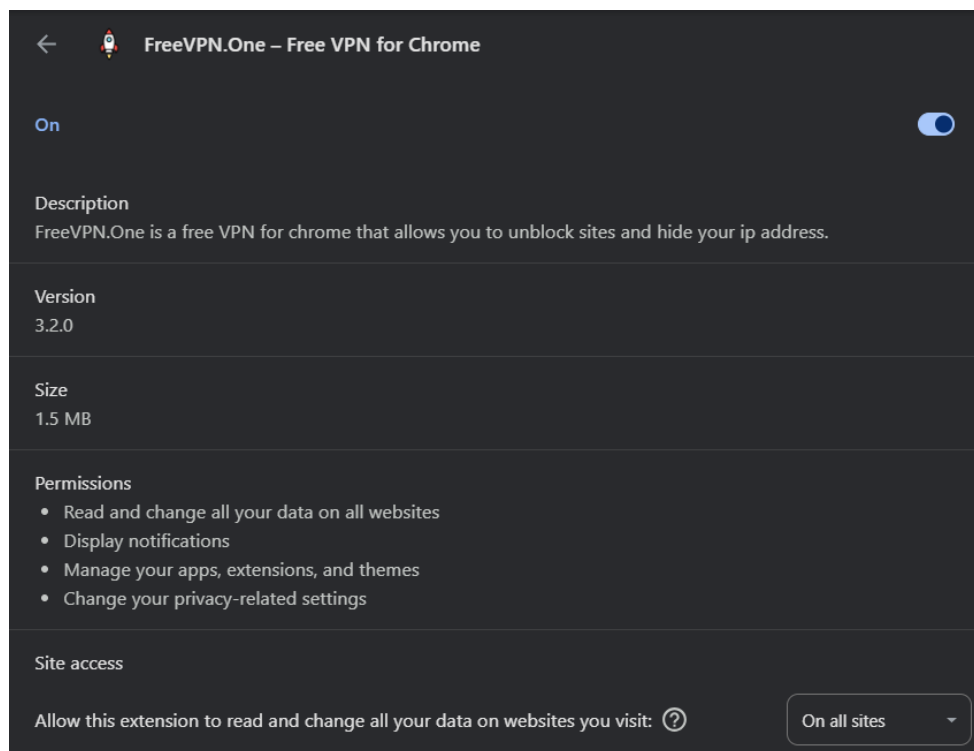 FreeVPN.One – Free VPN for Chrome
On
Description
FreeVPN.One is a free VPN for chrome that allows you to unblock sites and hide your ip address.
Version
3.2.0
Size
1.5 MB
Permissions
• Read and change all your data on all websites
• Display notifications
• Manage your apps, extensions, and themes
• Change your privacy-related settings
Site access
Allow this extension to read and change all your data on websites you visit: ? On all sites